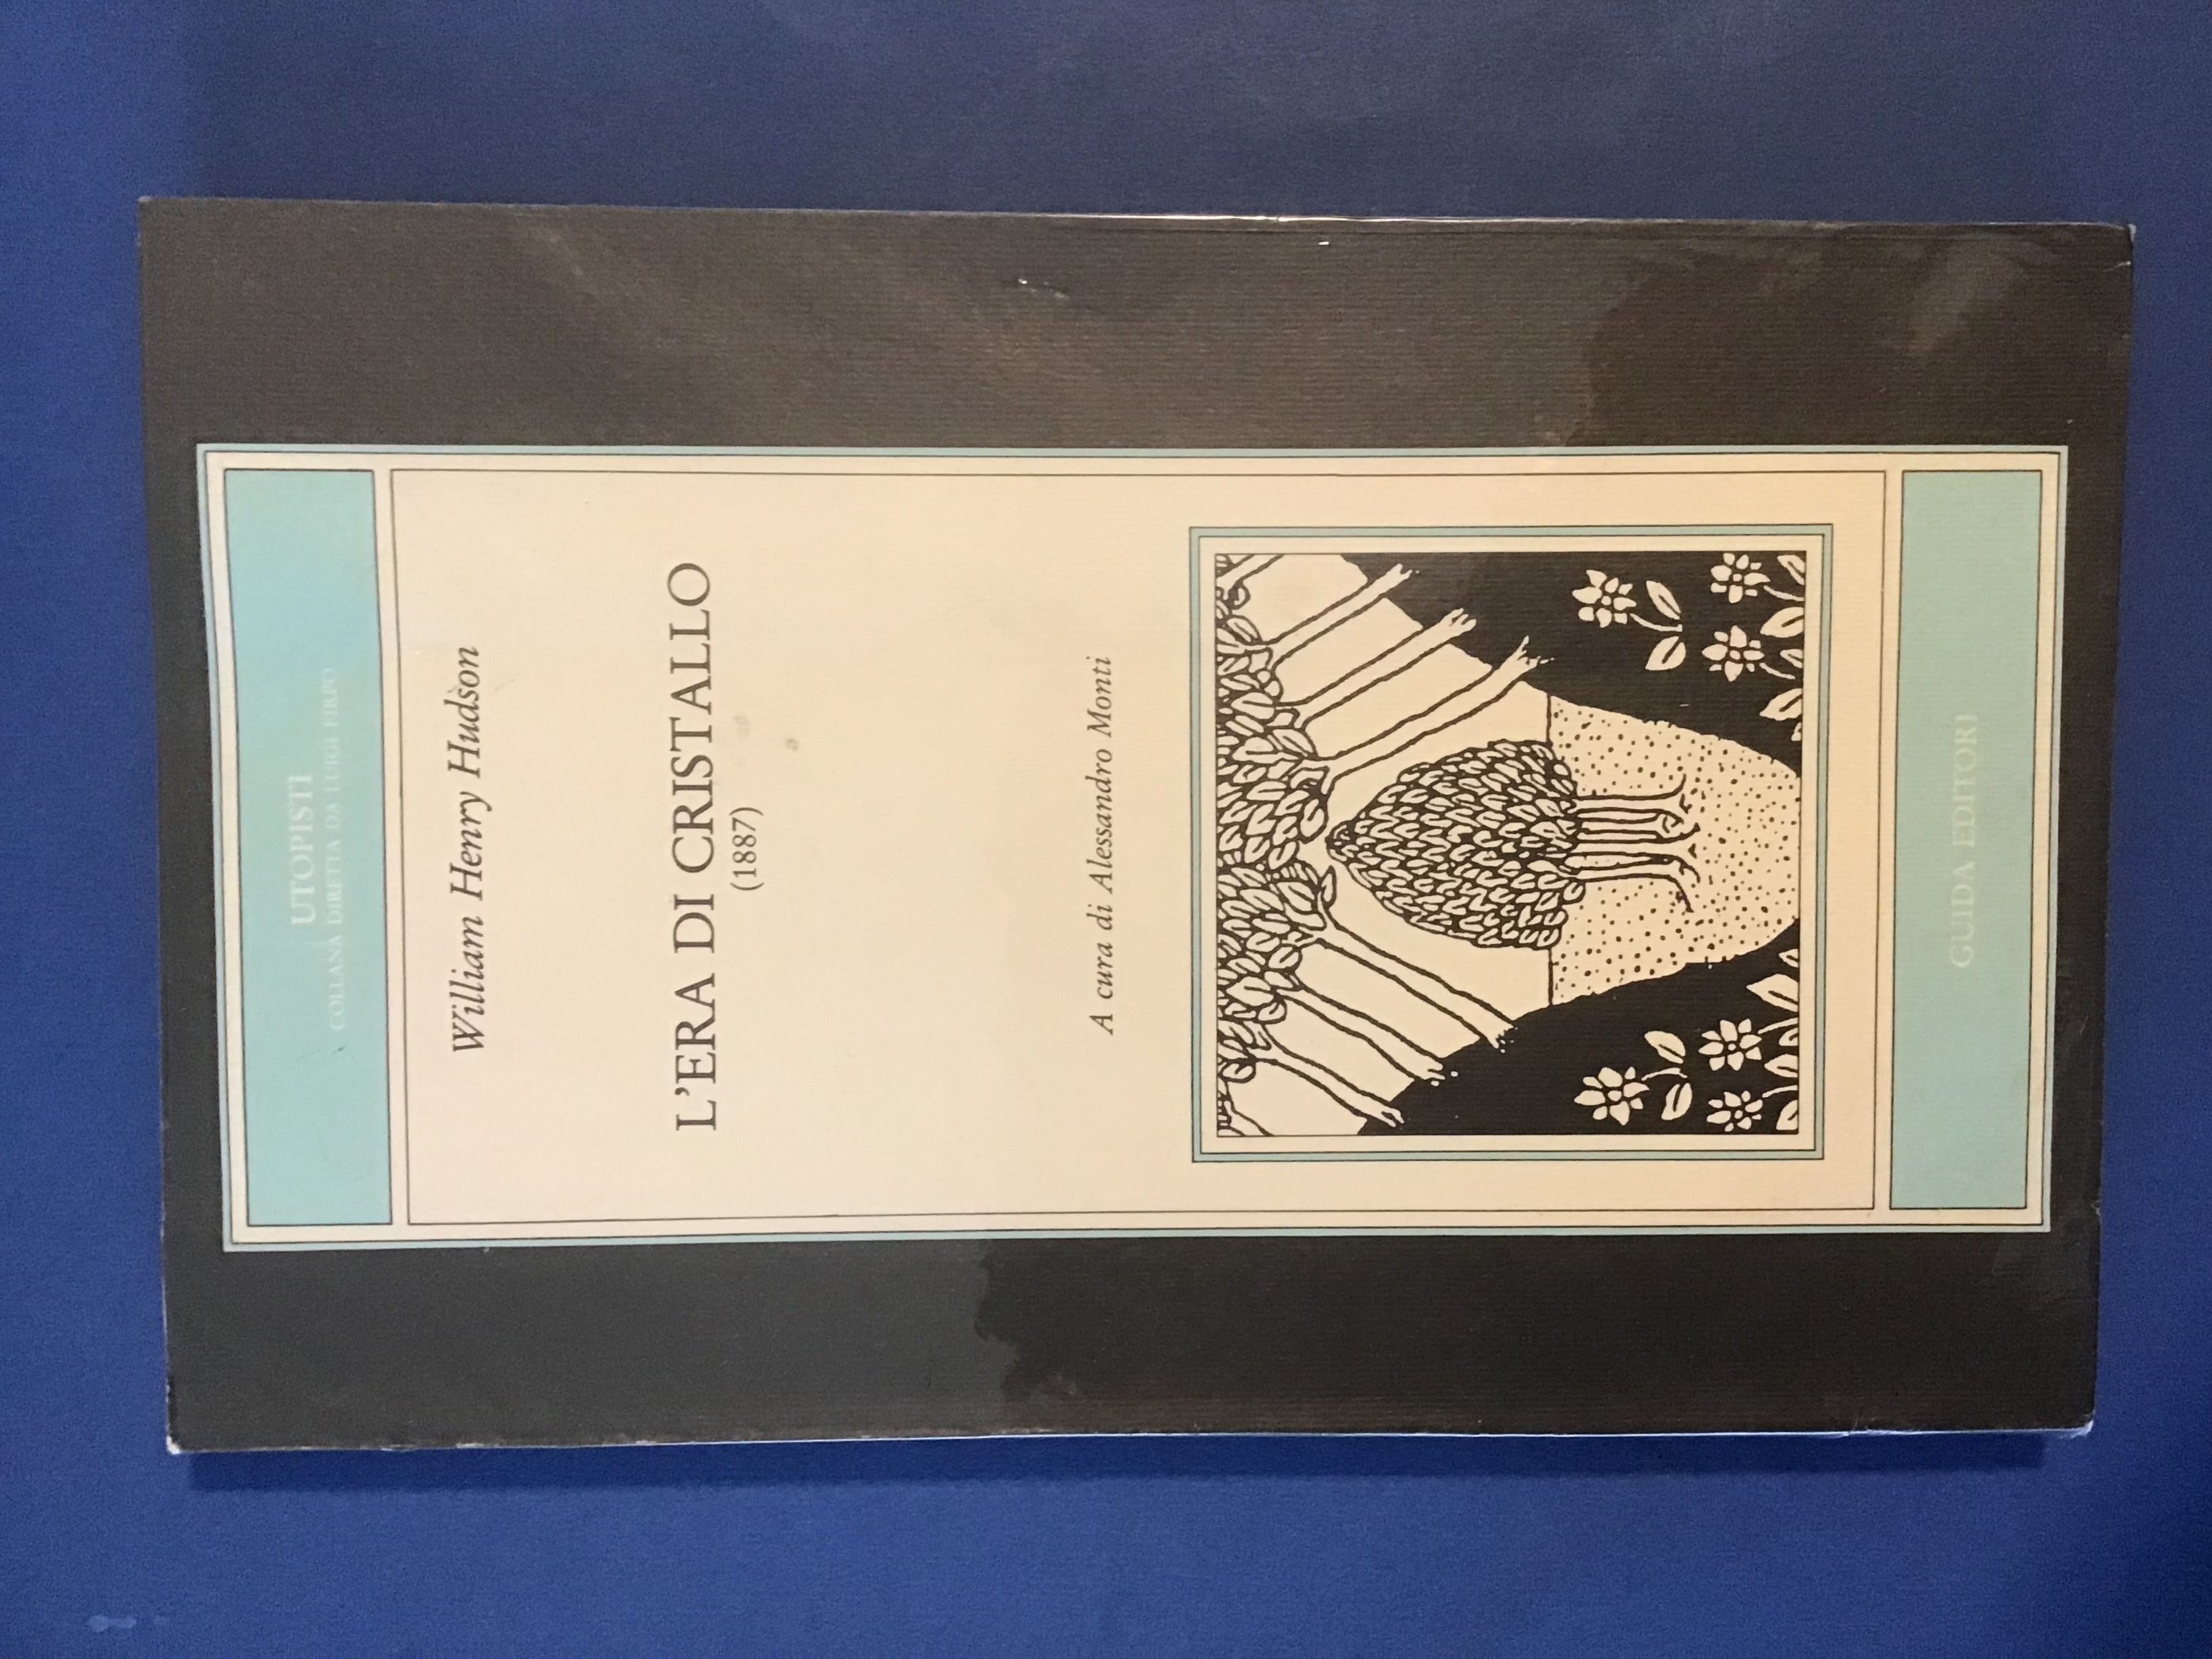 UTOPISTI
COLLANA DIRETTA DA LUIGI FIRPO
William Henry Hudson
L'ERA DI CRISTALLO
(1887)
A cura di Alessandro Monti
GUIDA EDITORI